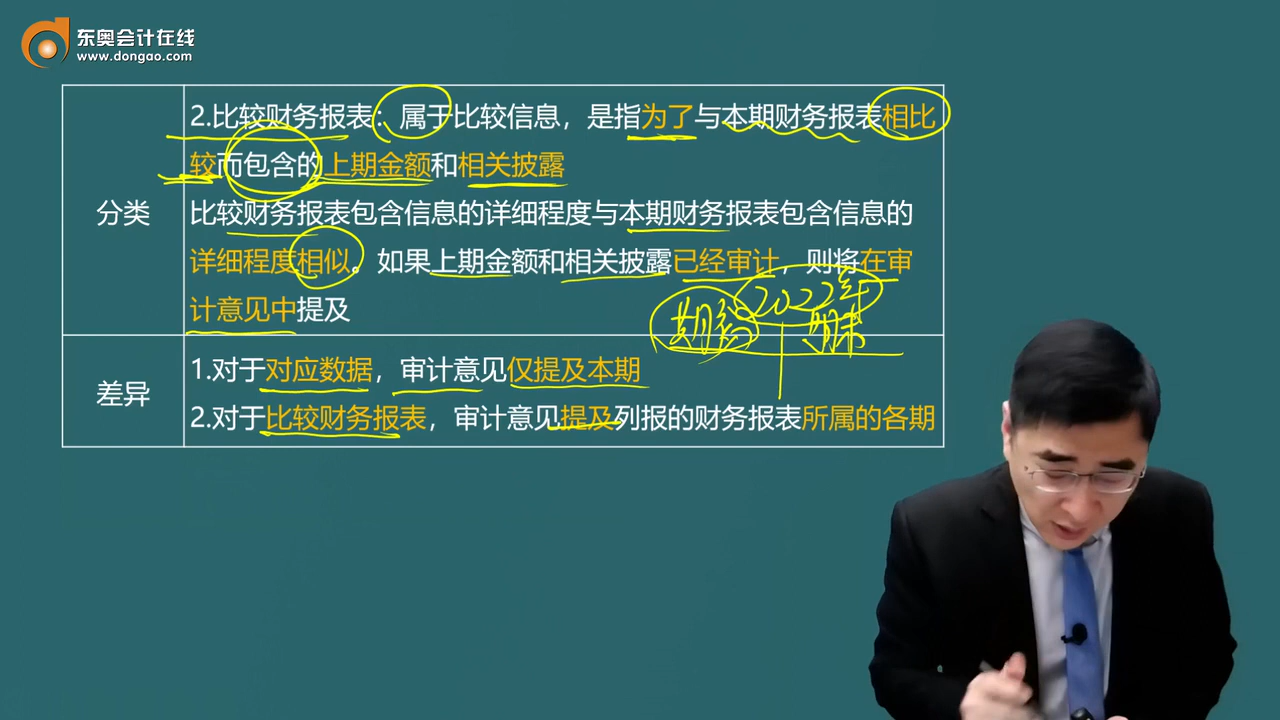 东奥会计在线
www.dongao.com
2.比较财务报表：属于比较信息，是指为了与本期财务报表相比
较而包含的上期金额和相关披露
分类
比较财务报表包含信息的详细程度与本期财务报表包含信息的
详细程度相似。如果上期金额和相关披露已经审计，则将在审
计意见中提及
2022年
期末
差异
1.对于对应数据，审计意见仅提及本期
2.对于比较财务报表，审计意见提及列报的财务报表所属的各期